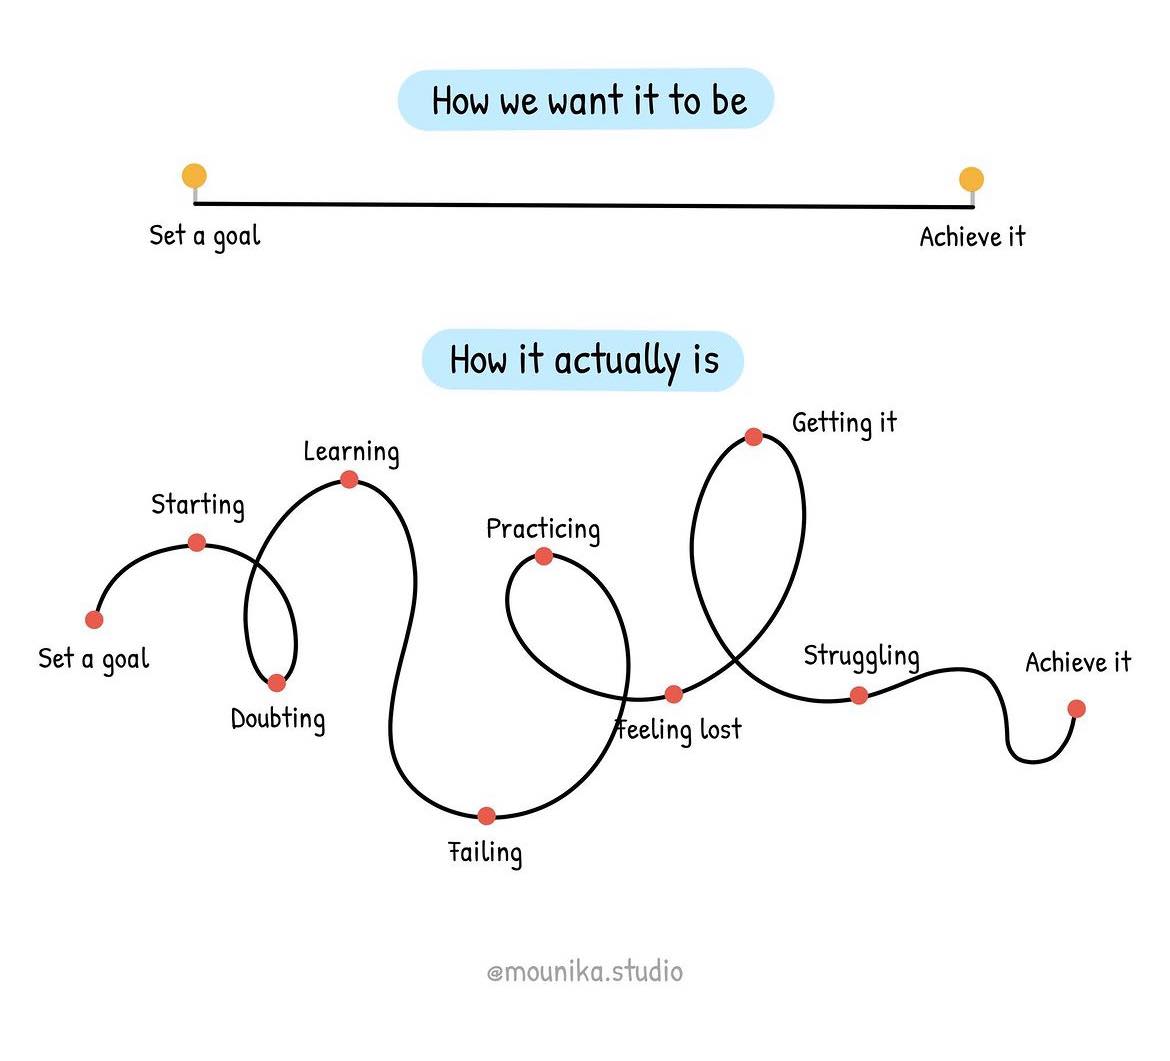 How we want it to be
Set a goal
Achieve it
How it actually is
Set a goal
Starting
Doubting
Learning
Failing
Practicing
Feeling lost
Getting it
Struggling
Achieve it
@mounika.studio